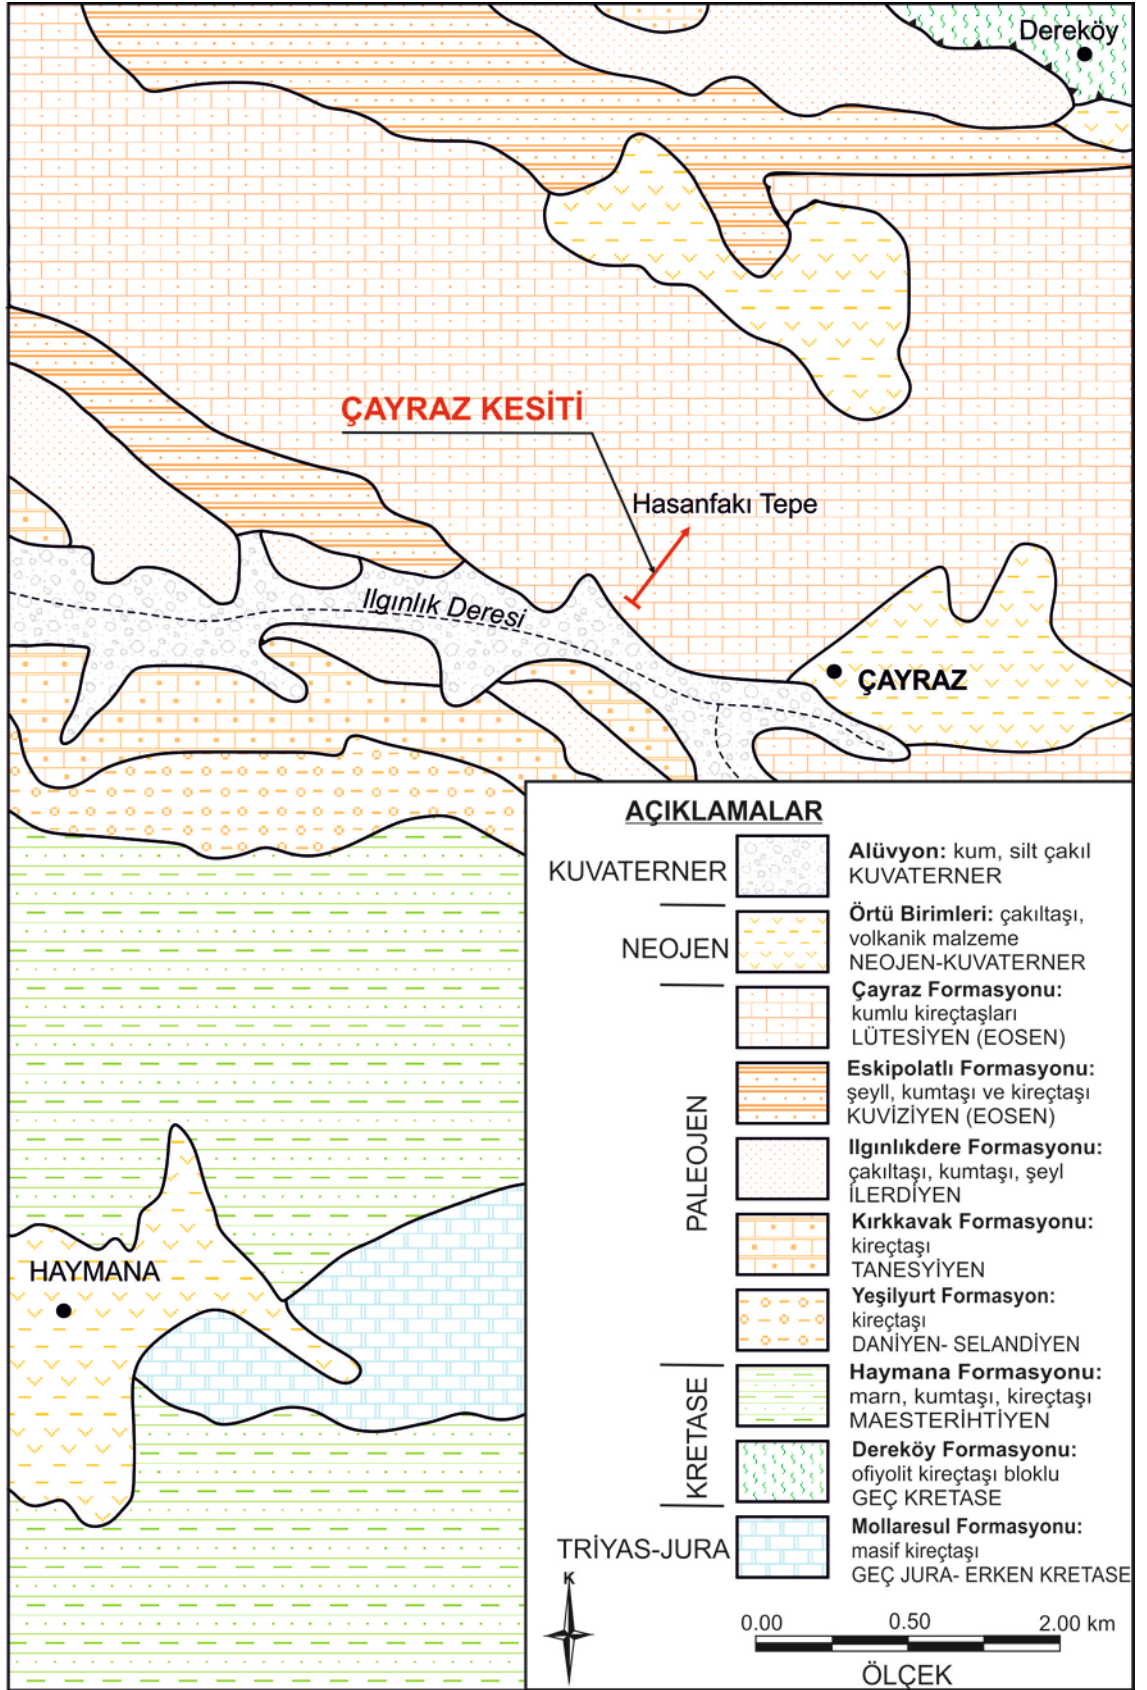 Dereköy
ÇAYRAZ KESİTİ
Hasanfakı Tepe
Ilgınlık Deresi
ÇAYRAZ
HAYMANA
AÇIKLAMALAR
KUVATERNER
Alüvyon: kum, silt çakıl
KUVATERNER
NEOJEN
Örtü Birimleri: çakıltaşı,
volkanik malzeme
NEOJEN-KUVATERNER
PALEOJEN
Çayraz Formasyonu:
kumlu kireçtaşları
LÜTESİYEN (EOSEN)
Eskipolatlı Formasyonu:
şeyll, kumtaşı ve kireçtaşı
KUVİZİYEN (EOSEN)
Ilgınlıkdere Formasyonu:
çakıltaşı, kumtaşı, şeyl
İLERDİYEN
Kırkkavak Formasyonu:
kireçtaşı
TANESYİYEN
Yeşilyurt Formasyon:
kireçtaşı
DANİYEN- SELANDİYEN
KRETASE
Haymana Formasyonu:
marn, kumtaşı, kireçtaşı
MAESTERİHTİYEN
Dereköy Formasyonu:
ofiyolit kireçtaşı bloklu
GEÇ KRETASE
TRİYAS-JURA
Mollaresul Formasyonu:
masif kireçtaşı
GEÇ JURA- ERKEN KRETASE
K
0.00 0.50 2.00 km
ÖLÇEK